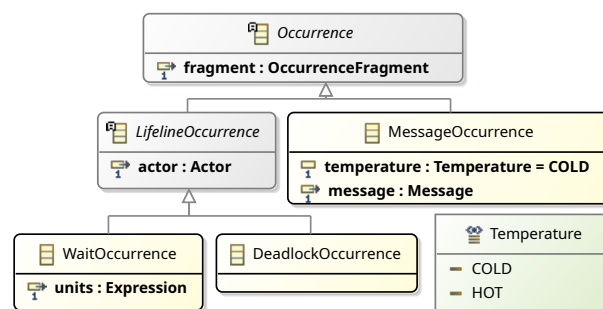 Occurrence
fragment : OccurrenceFragment
LifelineOccurrence
actor : Actor
MessageOccurrence
temperature : Temperature = COLD
message : Message
WaitOccurrence
units : Expression
DeadlockOccurrence
Temperature
COLD
HOT